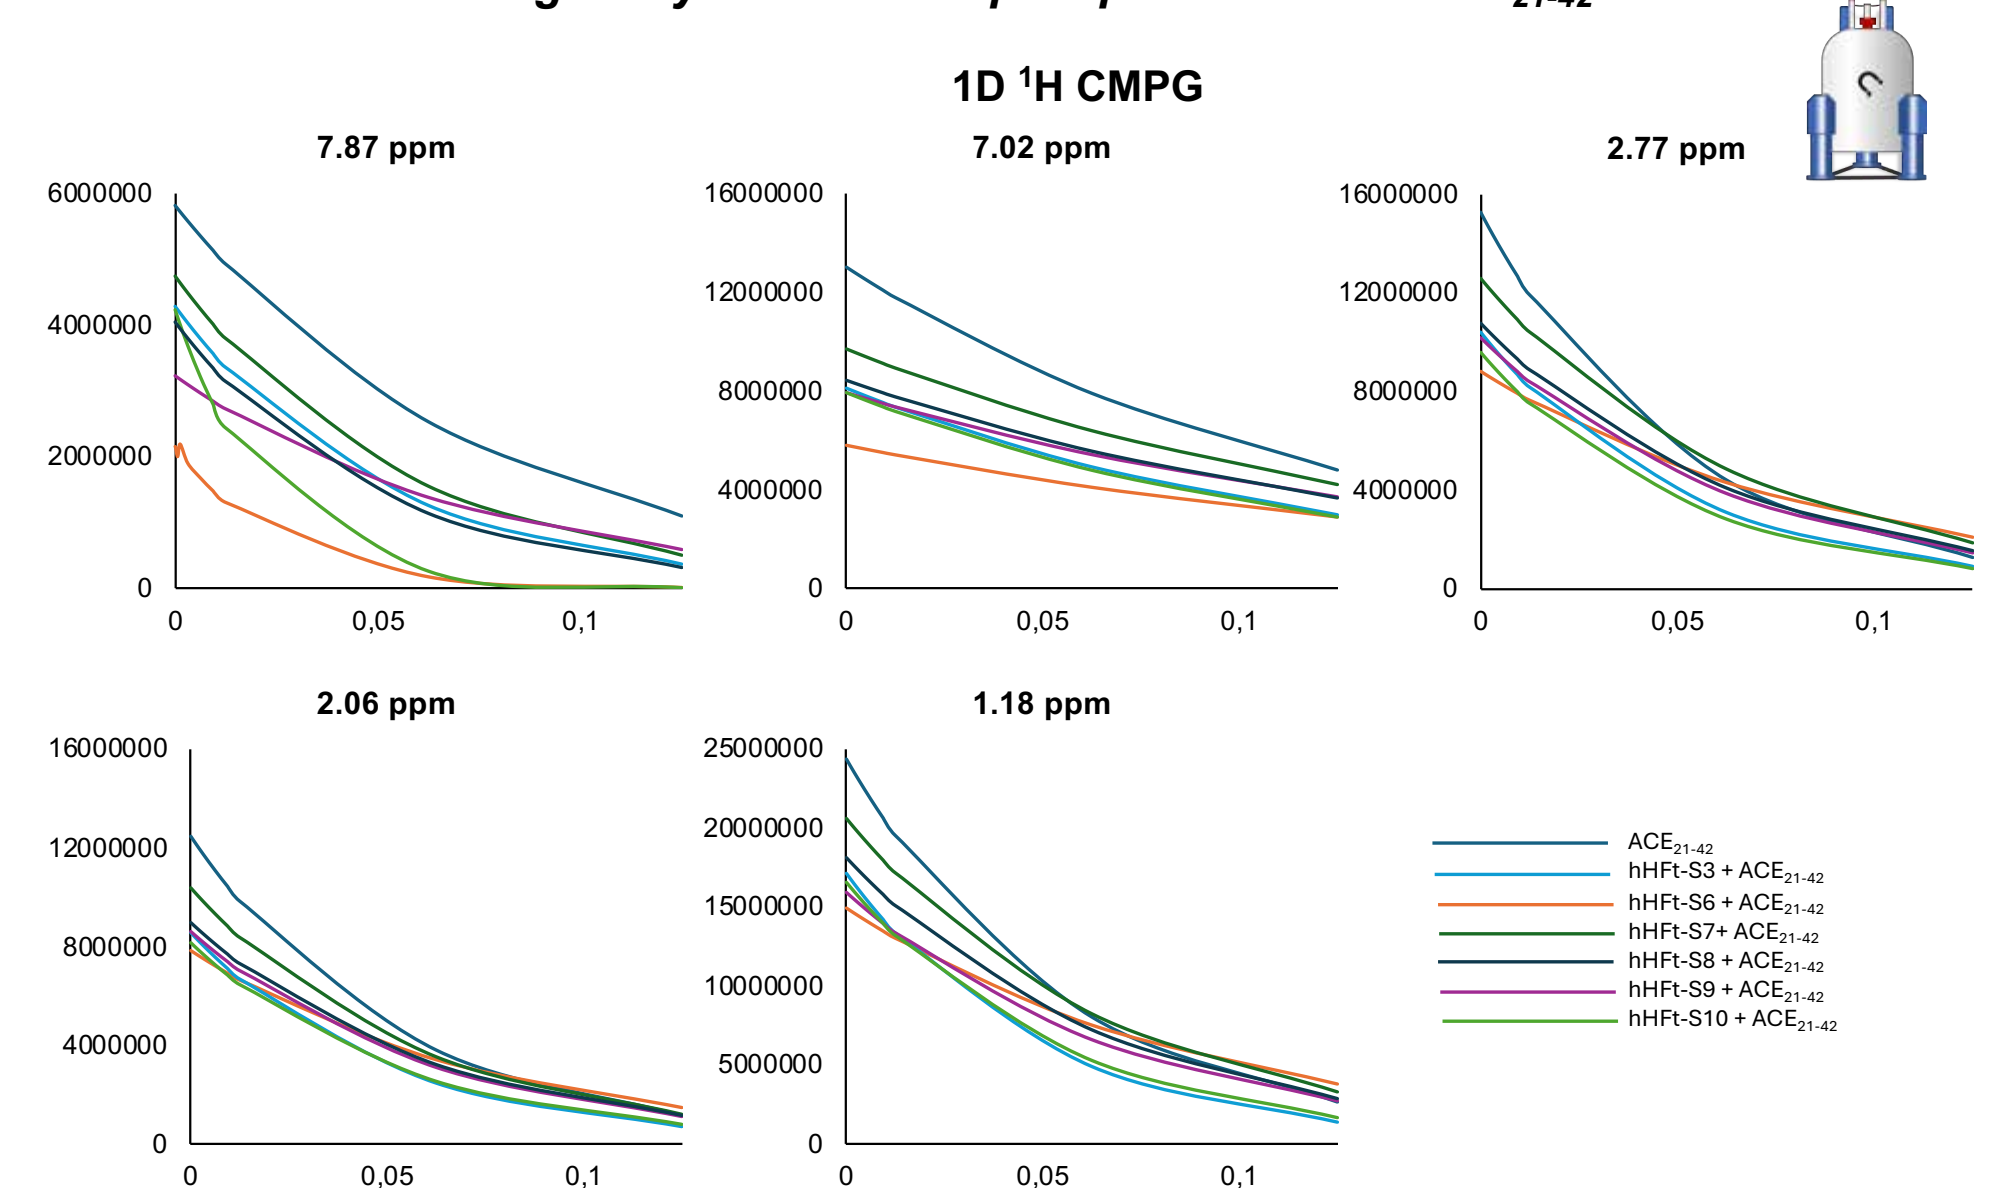 21-42
1D ¹H CMPG
7.87 ppm
7.02 ppm
2.77 ppm
6000000
4000000
2000000
0
0 0,05 0,1
16000000
12000000
8000000
4000000
0
0 0,05 0,1
16000000
12000000
8000000
4000000
0
0 0,05 0,1
2.06 ppm
1.18 ppm
16000000
12000000
8000000
4000000
0
0 0,05 0,1
25000000
20000000
15000000
10000000
5000000
0
0 0,05 0,1
ACE21-42
hHFt-S3 + ACE21-42
hHFt-S6 + ACE21-42
hHFt-S7+ ACE21-42
hHFt-S8 + ACE21-42
hHFt-S9 + ACE21-42
hHFt-S10 + ACE21-42